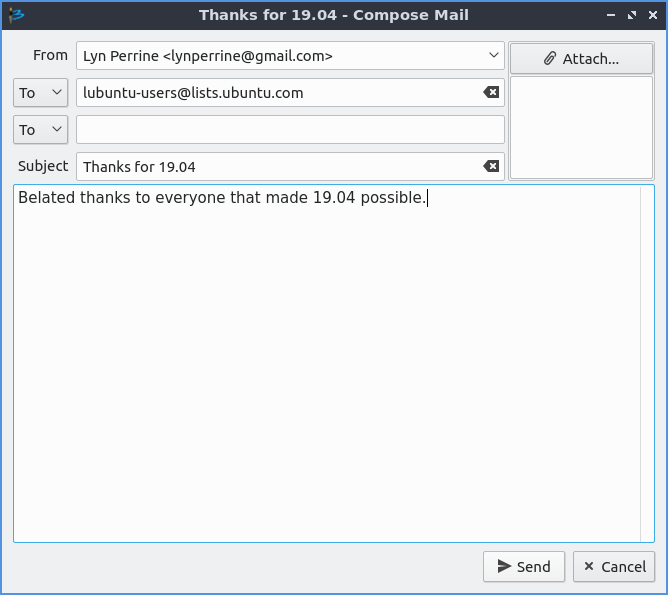 Thanks for 19.04 - Compose Mail
From Lyn Perrine <lynperrine@gmail.com>
Attach...
To lubuntu-users@lists.ubuntu.com
To
Subject Thanks for 19.04
Belated thanks to everyone that made 19.04 possible.
Send Cancel